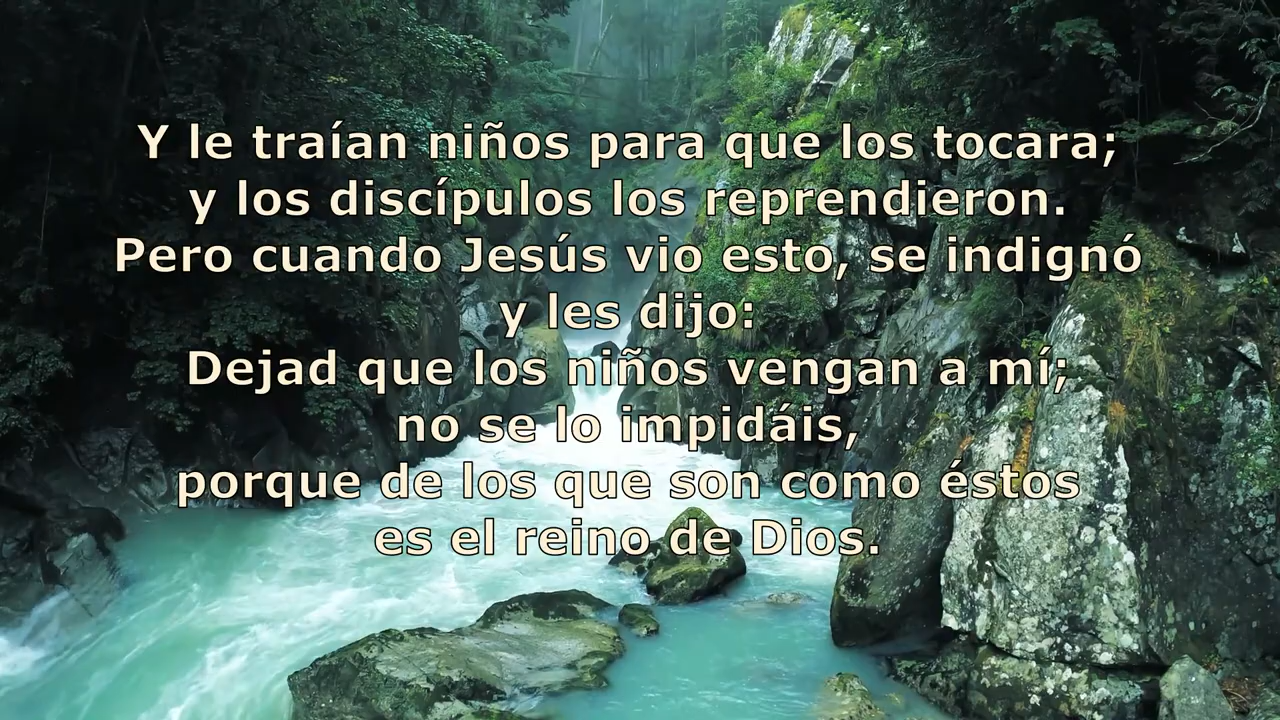 Y le traían niños para que los tocara;
y los discípulos los reprendieron.
Pero cuando Jesús vio esto, se indignó
y les dijo:
Dejad que los niños vengan a mí;
no se lo impidáis,
porque de los que son como éstos
es el reino de Dios.